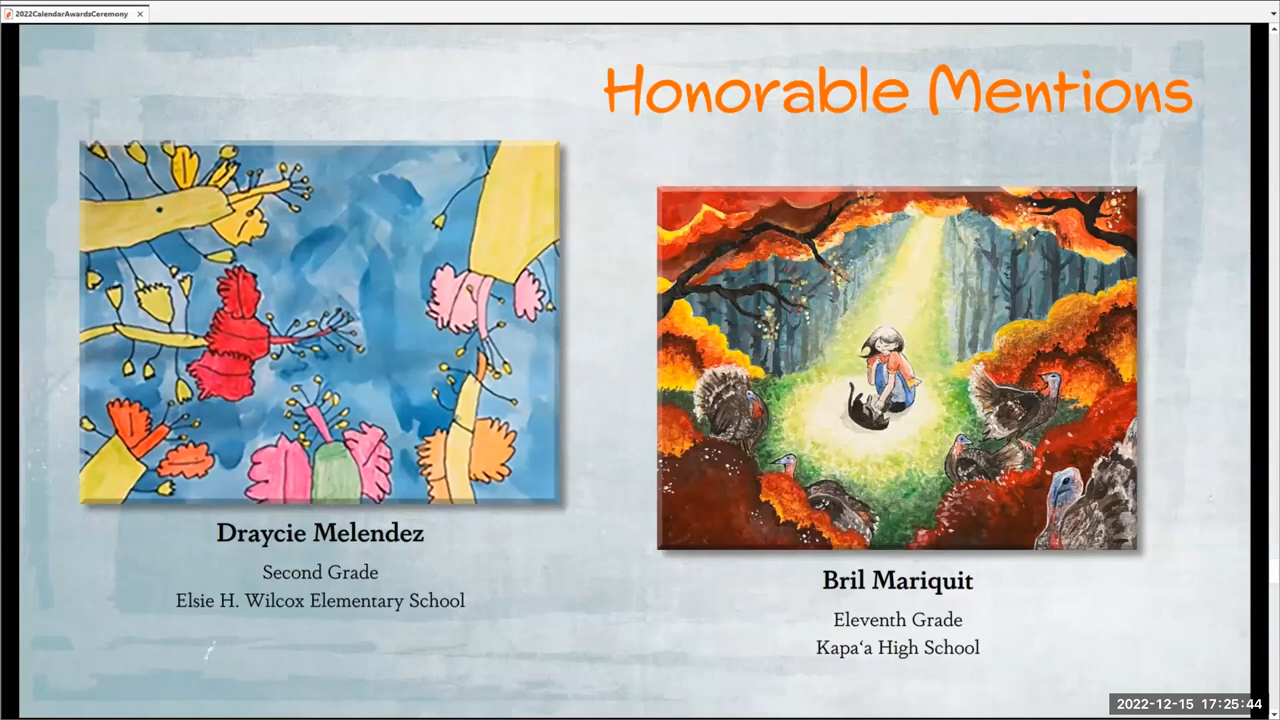 2022CalendarAwardsCeremony
Honorable Mentions
Draycie Melendez
Second Grade
Elsie H. Wilcox Elementary School
Bril Mariquit
Eleventh Grade
Kapaʻa High School
2022-12-15 17:25:44